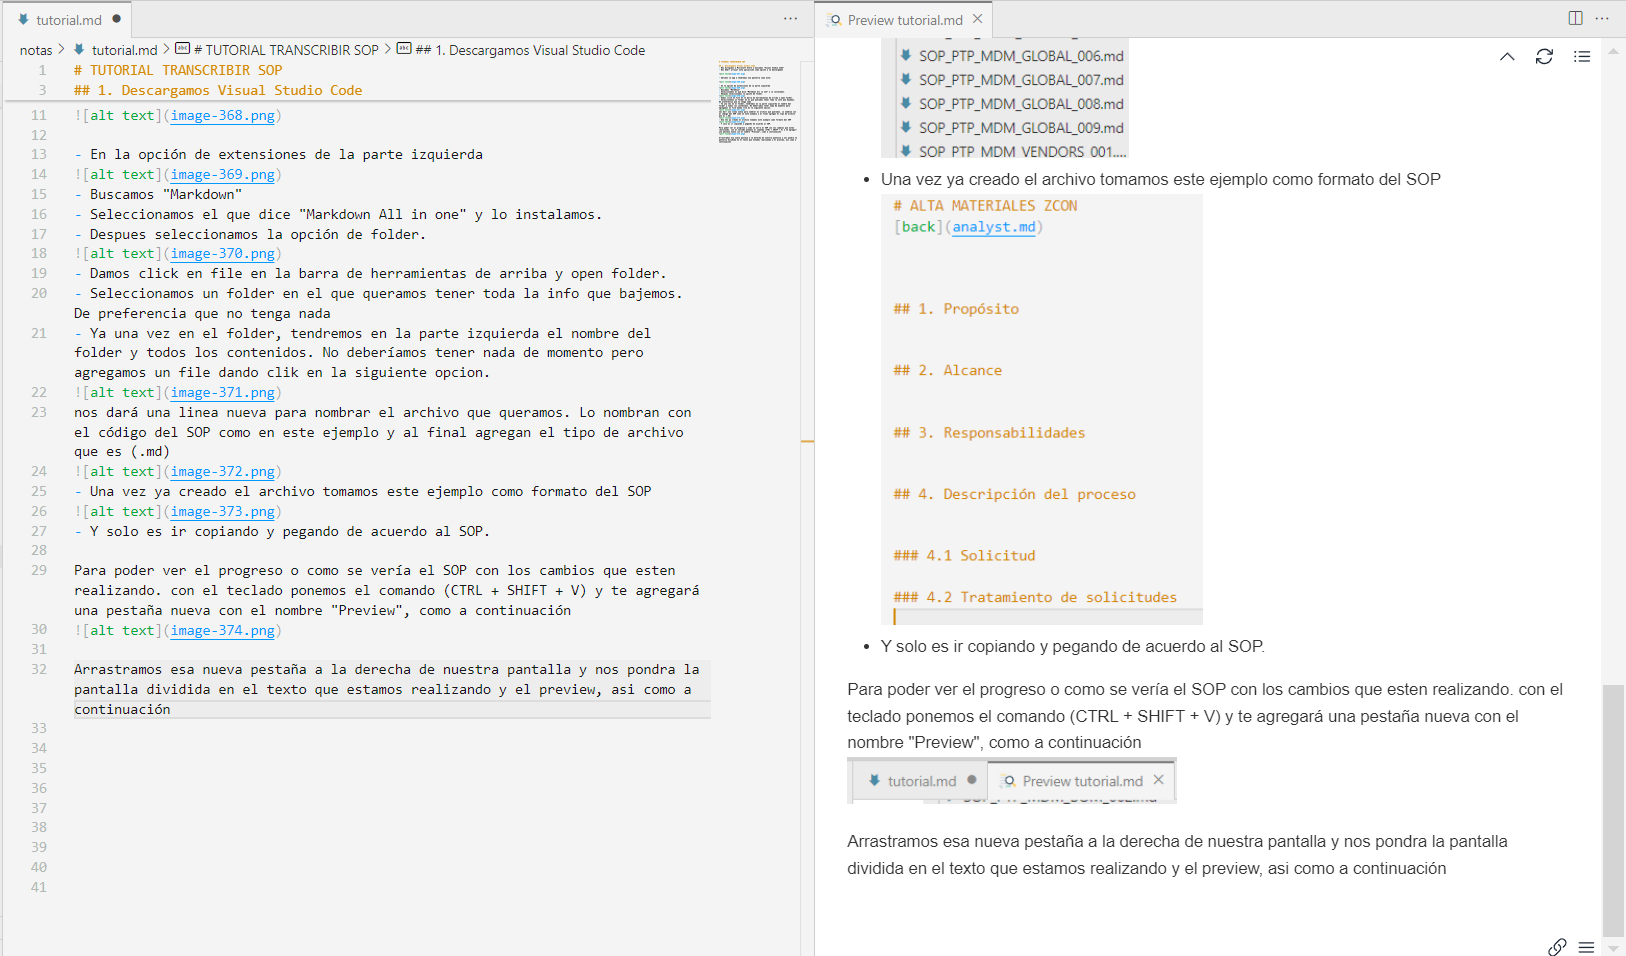 tutorial.md
notas > tutorial.md > # TUTORIAL TRANSCRIBIR SOP > ## 1. Descargamos Visual Studio Code
1 # TUTORIAL TRANSCRIBIR SOP
3 ## 1. Descargamos Visual Studio Code
11 ![alt text](image-368.png)
12
13 - En la opción de extensiones de la parte izquierda
14 ![alt text](image-369.png)
15 - Buscamos "Markdown"
16 - Seleccionamos el que dice "Markdown All in one" y lo instalamos.
17 - Despues seleccionamos la opción de folder.
18 ![alt text](image-370.png)
19 - Damos click en file en la barra de herramientas de arriba y open folder.
20 - Seleccionamos un folder en el que queramos tener toda la info que bajemos.
De preferencia que no tenga nada
21 - Ya una vez en el folder, tendremos en la parte izquierda el nombre del
folder y todos los contenidos. No deberíamos tener nada de momento pero
agregamos un file dando clik en la siguiente opcion.
22 ![alt text](image-371.png)
23 nos dará una linea nueva para nombrar el archivo que queramos. Lo nombran con
el código del SOP como en este ejemplo y al final agregan el tipo de archivo
que es (.md)
24 ![alt text](image-372.png)
25 - Una vez ya creado el archivo tomamos este ejemplo como formato del SOP
26 ![alt text](image-373.png)
27 - Y solo es ir copiando y pegando de acuerdo al SOP.
28
29 Para poder ver el progreso o como se vería el SOP con los cambios que esten
realizando. con el teclado ponemos el comando (CTRL + SHIFT + V) y te agregará
una pestaña nueva con el nombre "Preview", como a continuación
30 ![alt text](image-374.png)
31
32 Arrastramos esa nueva pestaña a la derecha de nuestra pantalla y nos pondra la
pantalla dividida en el texto que estamos realizando y el preview, asi como a
continuación
33
34
35
36
37
38
39
40
41
Preview tutorial.md
SOP_PTP_MDM_GLOBAL_006.md
SOP_PTP_MDM_GLOBAL_007.md
SOP_PTP_MDM_GLOBAL_008.md
SOP_PTP_MDM_GLOBAL_009.md
SOP_PTP_MDM_VENDORS_001....
• Una vez ya creado el archivo tomamos este ejemplo como formato del SOP
# ALTA MATERIALES ZCON
[back](analyst.md)
## 1. Propósito
## 2. Alcance
## 3. Responsabilidades
## 4. Descripción del proceso
### 4.1 Solicitud
### 4.2 Tratamiento de solicitudes
• Y solo es ir copiando y pegando de acuerdo al SOP.
Para poder ver el progreso o como se vería el SOP con los cambios que esten realizando. con el
teclado ponemos el comando (CTRL + SHIFT + V) y te agregará una pestaña nueva con el
nombre "Preview", como a continuación
tutorial.md Preview tutorial.md
Arrastramos esa nueva pestaña a la derecha de nuestra pantalla y nos pondra la pantalla
dividida en el texto que estamos realizando y el preview, asi como a continuación